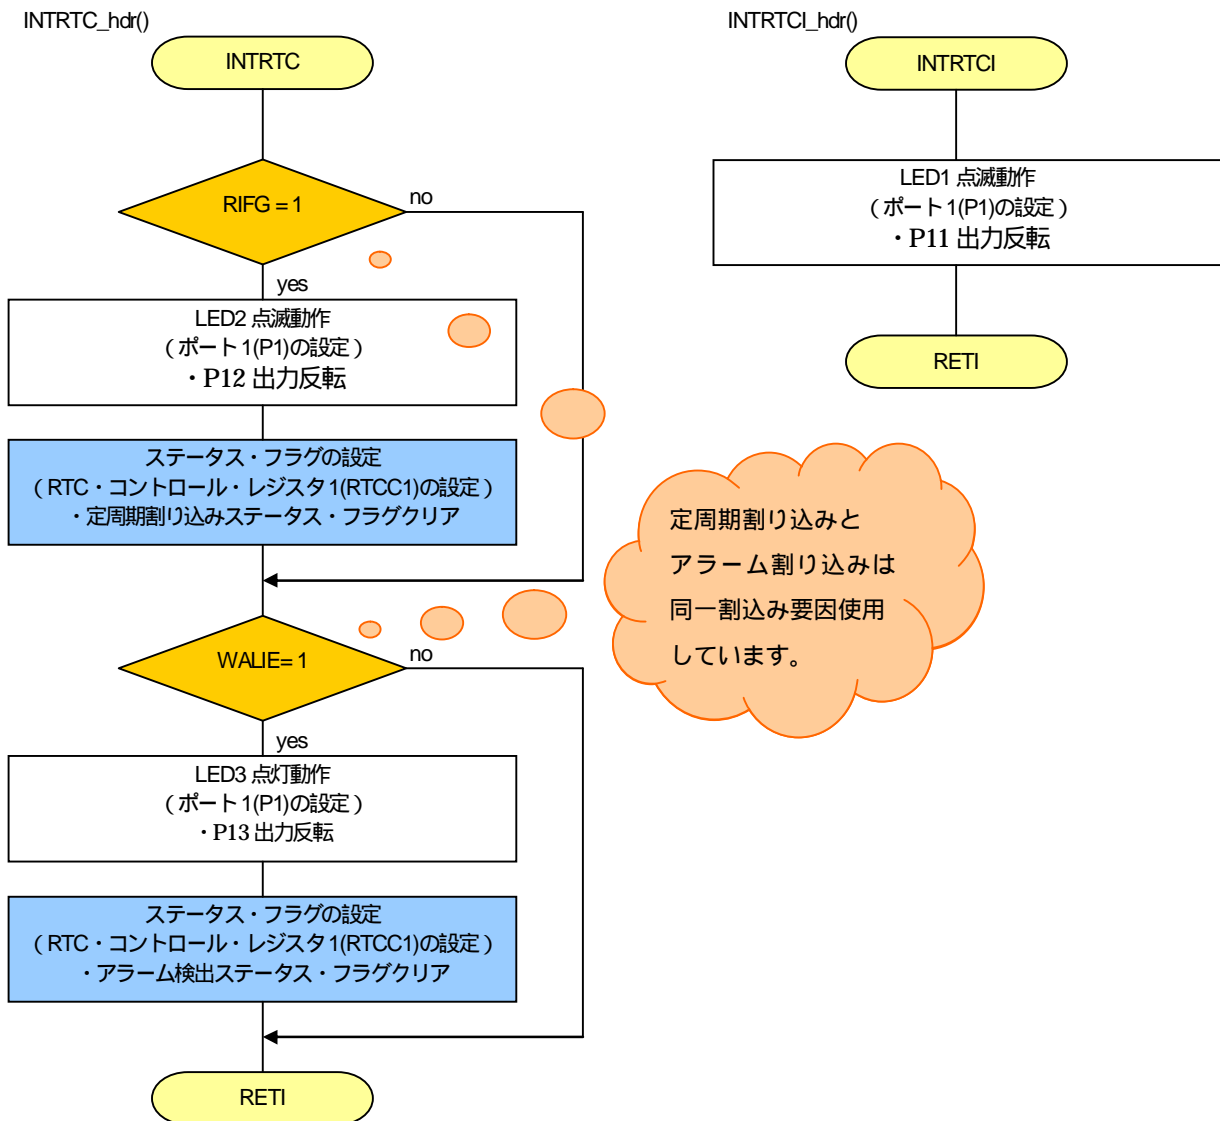 INTRTC_hdr()
INTRTC
RIFG = 1
no
yes
LED2 点滅動作
（ポート1(P1)の設定）
・P12 出力反転
ステータス・フラグの設定
（RTC・コントロール・レジスタ1(RTCC1)の設定）
・定周期割り込みステータス・フラグクリア
WALIE= 1
no
yes
LED3 点灯動作
（ポート1(P1)の設定）
・P13 出力反転
ステータス・フラグの設定
（RTC・コントロール・レジスタ1(RTCC1)の設定）
・アラーム検出ステータス・フラグクリア
RETI
INTRTCI_hdr()
INTRTCI
LED1 点滅動作
（ポート1(P1)の設定）
・P11 出力反転
RETI
定周期割り込みと
アラーム割り込みは
同一割込み要因使用
しています。